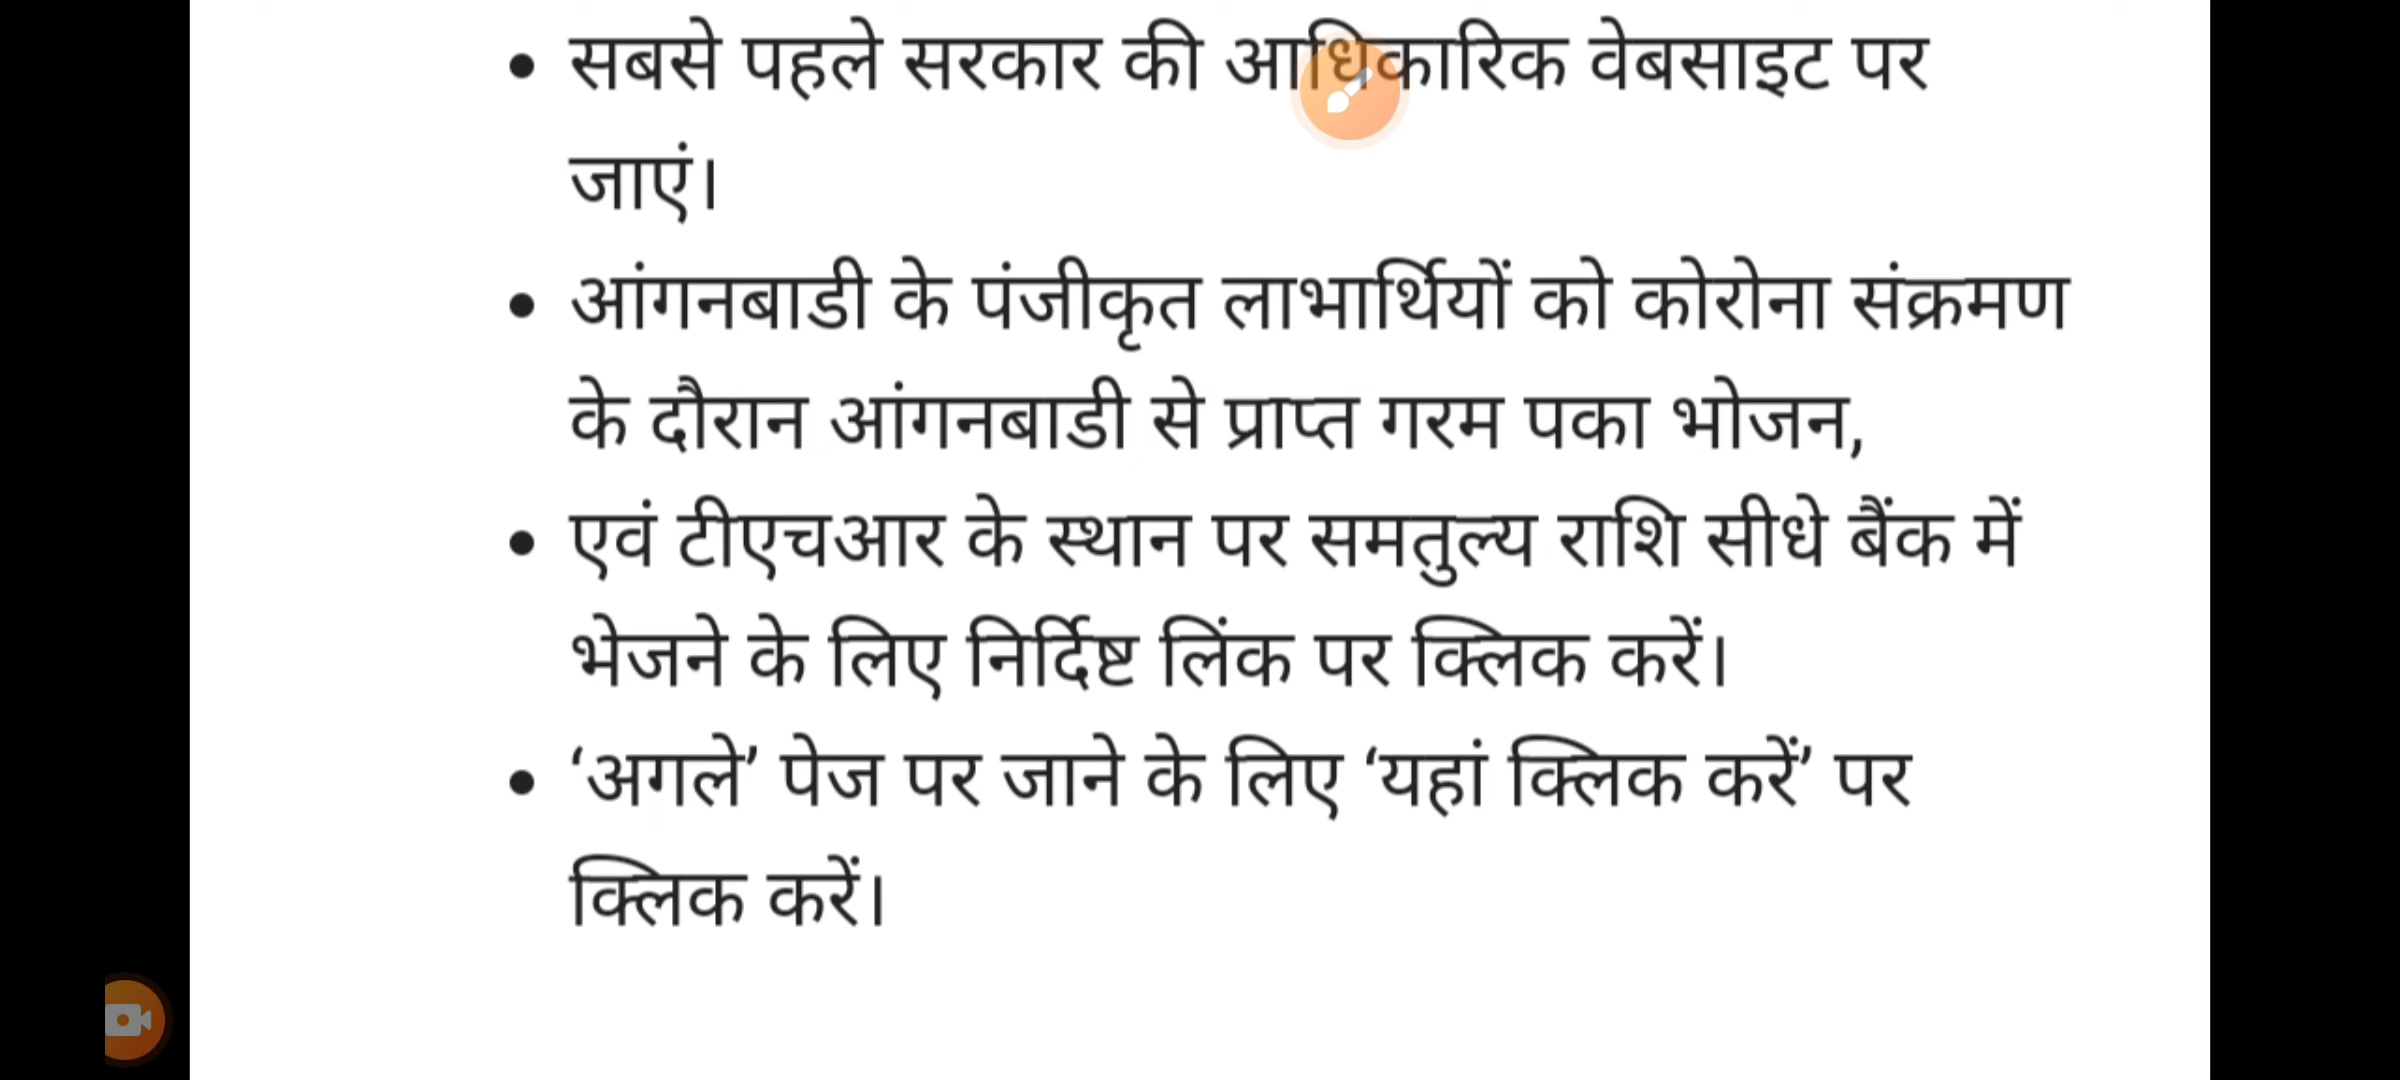 • सबसे पहले सरकार की आधिकारिक वेबसाइट पर
जाएं।
• आंगनबाडी के पंजीकृत लाभार्थियों को कोरोना संक्रमण
के दौरान आंगनबाडी से प्राप्त गरम पका भोजन,
• एवं टीएचआर के स्थान पर समतुल्य राशि सीधे बैंक में
भेजने के लिए निर्दिष्ट लिंक पर क्लिक करें।
• ‘अगले’ पेज पर जाने के लिए ‘यहां क्लिक करें’ पर
क्लिक करें।